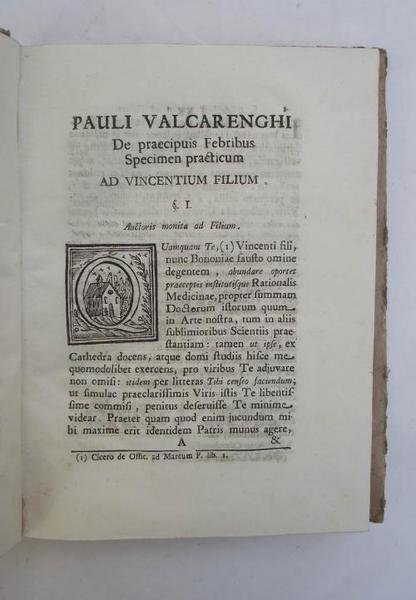 PAULI VALCARENGHI
De praecipuis Febribus
Specimen practicum
AD VINCENTIUM FILIUM.
§. I.
Auctoris monita ad Filium.
QUamquam Te, (1) Vincenti fili,
nunc Bononiae fausto omine
degentem, abundare oportet
praeceptis institutisque Rationalis
Medicinae, propter summam
Doctorum istorum quum
in Arte nostra, tum in aliis
sublimioribus Scientiis prae-
stantiam: tamen ut ipse, ex
Cathedra docens, atque domi studiis hisce me
quomodolibet exercens, pro viribus Te adjuvare
non omisi: itidem per litteras Tibi censeo faciendum;
ut simulac praeclarissimis Viris istis Te libentis-
sime commisi, penitus deseruisse Te minime
videar. Praeter quam quod enim jucundum mi-
hi maxime erit identidem Patris munus agere,
A &
(1) Cicero de Offic. ad Marcum F. lib. 1.